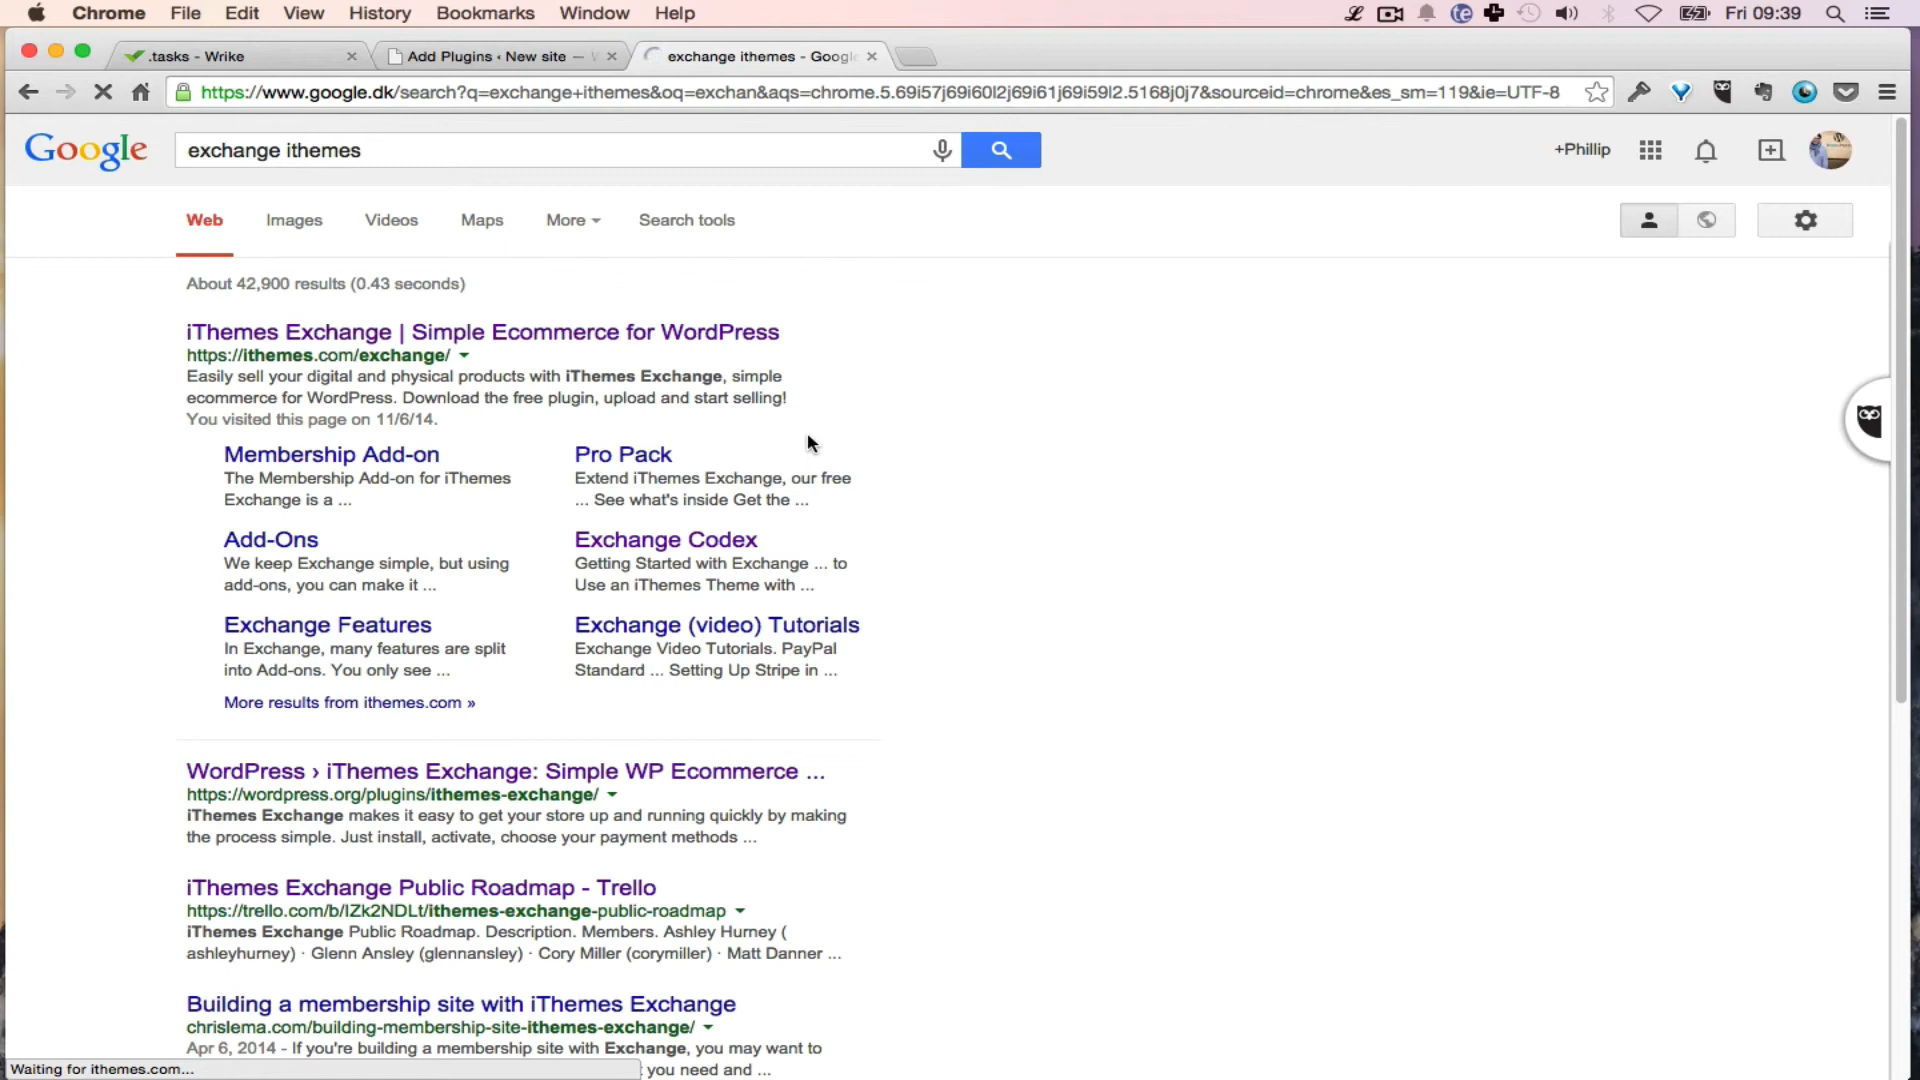 Chrome File Edit View History Bookmarks Window Help Fri 09:39
.tasks - Wrike
Add Plugins ‹ New site —
exchange ithemes - Googl
https://www.google.dk/search?q=exchange+ithemes&oq=exchan&aqs=chrome.5.69i57j69i60l2j69i61j69i59l2.5168j0j7&sourceid=chrome&es_sm=119&ie=UTF-8
Google
exchange ithemes
+Phillip
Web Images Videos Maps More Search tools
About 42,900 results (0.43 seconds)
iThemes Exchange | Simple Ecommerce for WordPress
https://ithemes.com/exchange/
Easily sell your digital and physical products with iThemes Exchange, simple
ecommerce for WordPress. Download the free plugin, upload and start selling!
You visited this page on 11/6/14.
Membership Add-on
The Membership Add-on for iThemes
Exchange is a ...
Pro Pack
Extend iThemes Exchange, our free
... See what's inside Get the ...
Add-Ons
We keep Exchange simple, but using
add-ons, you can make it ...
Exchange Codex
Getting Started with Exchange ... to
Use an iThemes Theme with ...
Exchange Features
In Exchange, many features are split
into Add-ons. You only see ...
Exchange (video) Tutorials
Exchange Video Tutorials. PayPal
Standard ... Setting Up Stripe in ...
More results from ithemes.com »
WordPress › iThemes Exchange: Simple WP Ecommerce ...
https://wordpress.org/plugins/ithemes-exchange/
iThemes Exchange makes it easy to get your store up and running quickly by making
the process simple. Just install, activate, choose your payment methods ...
iThemes Exchange Public Roadmap - Trello
https://trello.com/b/IZk2NDLt/ithemes-exchange-public-roadmap
iThemes Exchange Public Roadmap. Description. Members. Ashley Hurney (
ashleyhurney) · Glenn Ansley (glennansley) · Cory Miller (corymiller) · Matt Danner ...
Building a membership site with iThemes Exchange
chrislema.com/building-membership-site-ithemes-exchange/
Apr 6, 2014 - If you're building a membership site with Exchange, you may want to
you need and ...
Waiting for ithemes.com...